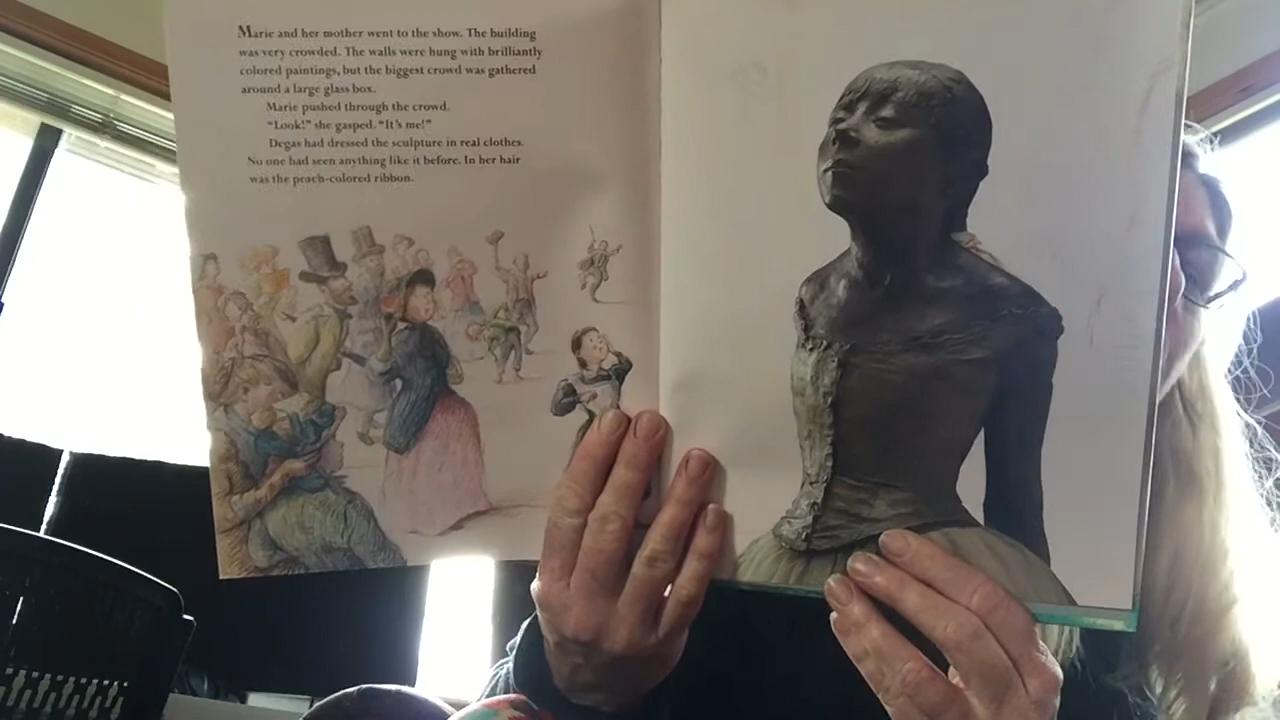 Marie and her mother went to the show. The building
was very crowded. The walls were hung with brilliantly
colored paintings, but the biggest crowd was gathered
around a large glass box.
Marie pushed through the crowd.
“Look!” she gasped. “It’s me!”
Degas had dressed the sculpture in real clothes.
No one had seen anything like it before. In her hair
was the peach-colored ribbon.